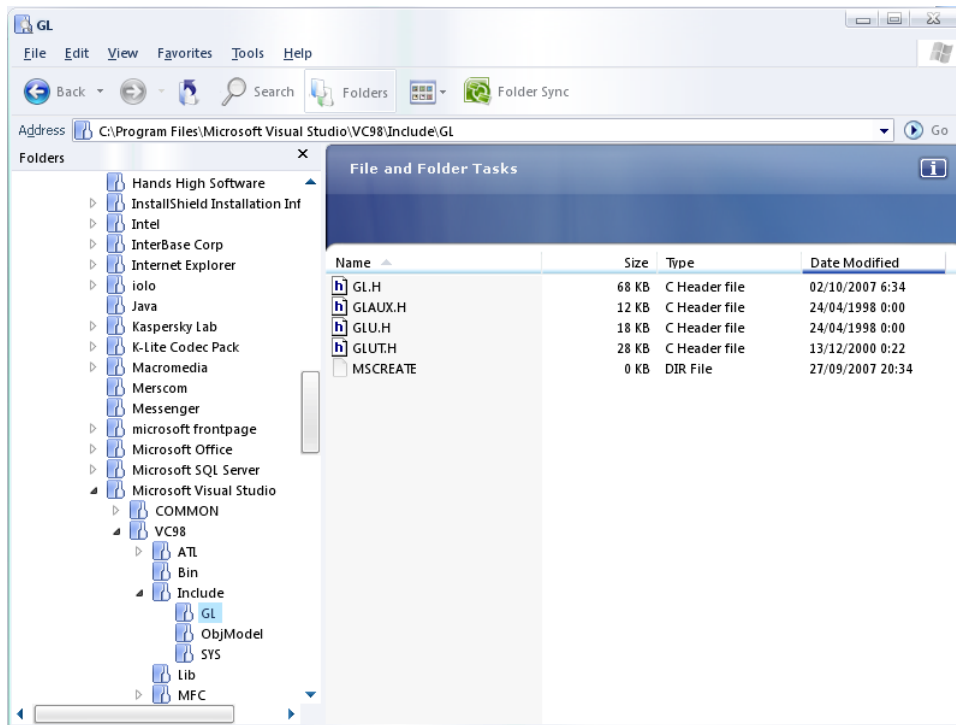 GL
File Edit View Favorites Tools Help
Back Search Folders Folder Sync
Address C:\Program Files\Microsoft Visual Studio\VC98\Include\GL Go
Folders
File and Folder Tasks
Hands High Software
InstallShield Installation Inf
Intel
InterBase Corp
Internet Explorer
iolo
Java
Kaspersky Lab
K-Lite Codec Pack
Macromedia
Merscom
Messenger
microsoft frontpage
Microsoft Office
Microsoft SQL Server
Microsoft Visual Studio
COMMON
VC98
ATL
Bin
Include
GL
ObjModel
SYS
Lib
MFC
Name Size Type Date Modified
GL.H 68 KB C Header file 02/10/2007 6:34
GLAUX.H 12 KB C Header file 24/04/1998 0:00
GLU.H 18 KB C Header file 24/04/1998 0:00
GLUT.H 28 KB C Header file 13/12/2000 0:22
MSCREATE 0 KB DIR File 27/09/2007 20:34